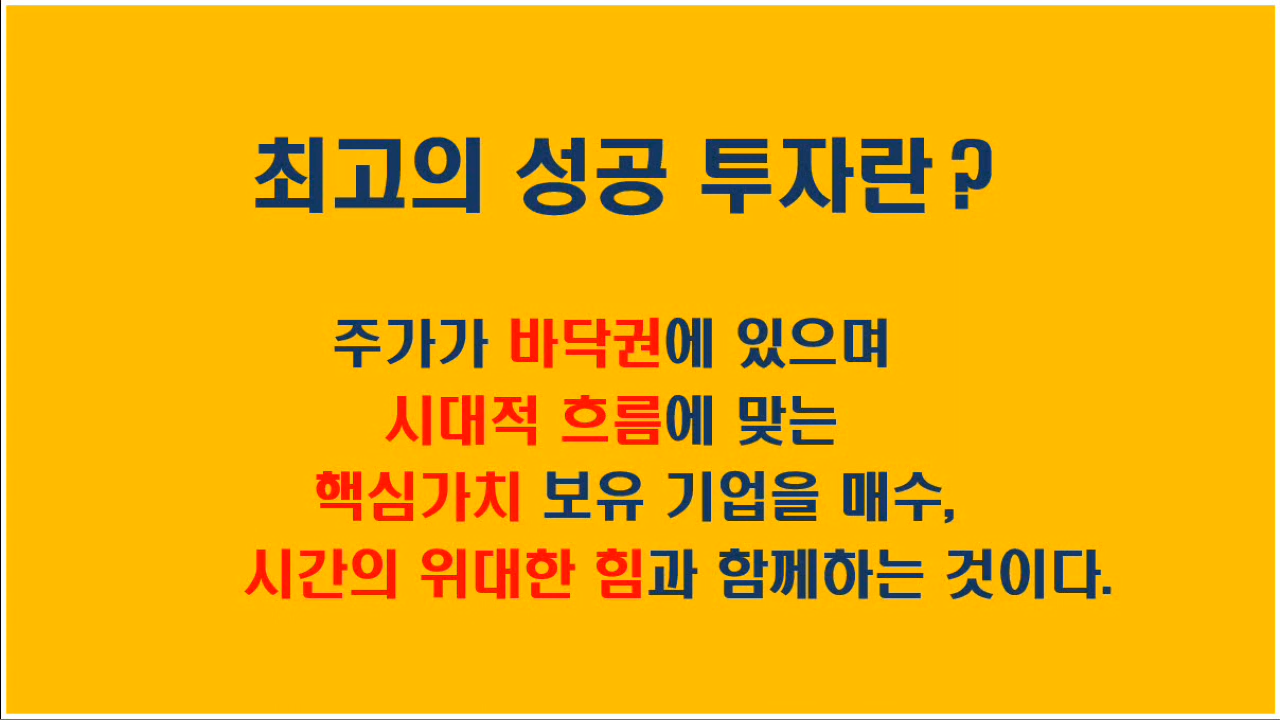 최고의 성공 투자란?
주가가 바닥권에 있으며
시대적 흐름에 맞는
핵심가치 보유 기업을 매수,
시간의 위대한 힘과 함께하는 것이다.